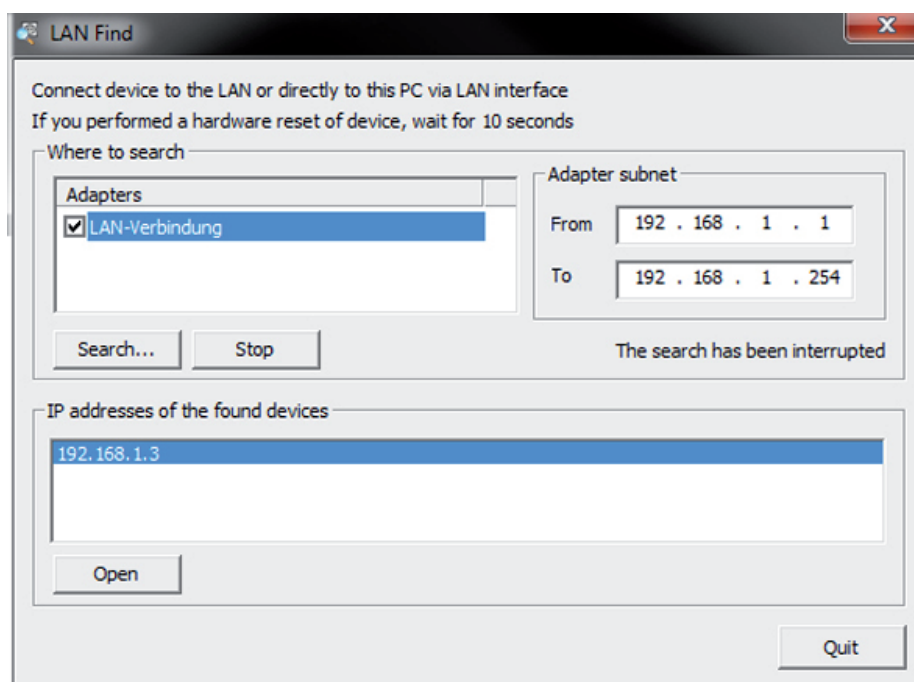 LAN Find
Connect device to the LAN or directly to this PC via LAN interface
If you performed a hardware reset of device, wait for 10 seconds
Where to search
Adapters
LAN-Verbindung
Adapter subnet
From 192 . 168 . 1 . 1
To 192 . 168 . 1 . 254
Search... Stop
The search has been interrupted
IP addresses of the found devices
192.168.1.3
Open
Quit